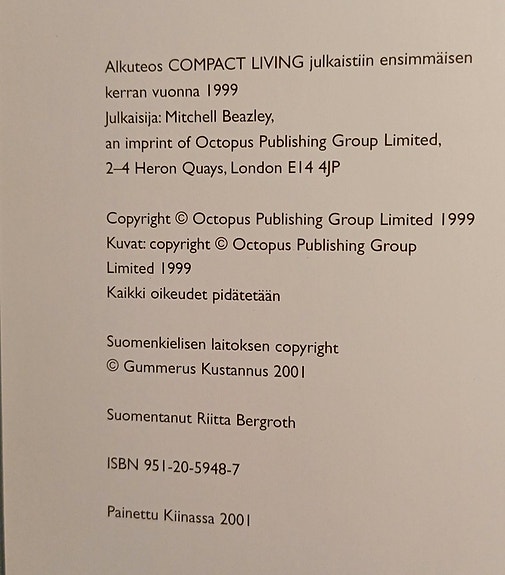 Alkuteos COMPACT LIVING julkaistiin ensimmäisen
kerran vuonna 1999
Julkaisija: Mitchell Beazley,
an imprint of Octopus Publishing Group Limited,
2–4 Heron Quays, London E14 4JP
Copyright © Octopus Publishing Group Limited 1999
Kuvat: copyright © Octopus Publishing Group
Limited 1999
Kaikki oikeudet pidätetään
Suomenkielisen laitoksen copyright
© Gummerus Kustannus 2001
Suomentanut Riitta Bergroth
ISBN 951-20-5948-7
Painettu Kiinassa 2001